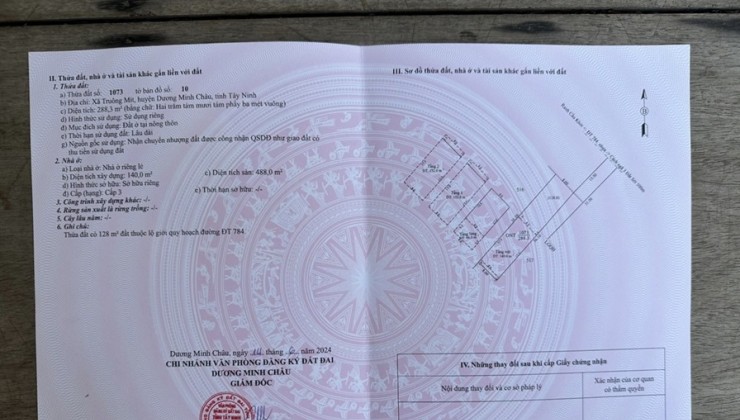 II. Thửa đất, nhà ở và tài sản khác gắn liền với đất
1. Thửa đất:
a) Thửa đất số: 1073 tờ bản đồ số: 10
b) Địa chỉ: Xã Truông Mít, huyện Dương Minh Châu, tỉnh Tây Ninh
c) Diện tích: 288,3 m² (bằng chữ: Hai trăm tám mươi tám phẩy ba mét vuông)
d) Hình thức sử dụng: Sử dụng riêng
đ) Mục đích sử dụng: Đất ở tại nông thôn
e) Thời hạn sử dụng đất: Lâu dài
g) Nguồn gốc sử dụng: Nhận chuyển nhượng đất được công nhận QSDĐ như giao đất có
thu tiền sử dụng đất
2. Nhà ở:
a) Loại nhà ở: Nhà ở riêng lẻ
b) Diện tích xây dựng: 140,0 m²
c) Diện tích sàn: 488,0 m²
d) Hình thức sở hữu: Sở hữu riêng
đ) Cấp (hạng): Cấp 3
e) Thời hạn sở hữu: -/-
3. Công trình xây dựng khác: -/-
4. Rừng sản xuất là rừng trồng: -/-
5. Cây lâu năm: -/-
6. Ghi chú:
Thửa đất có 128 m² đất thuộc lộ giới quy hoạch đường ĐT 784
Dương Minh Châu, ngày tháng năm 2024
CHI NHÁNH VĂN PHÒNG ĐĂNG KÝ ĐẤT ĐAI
DƯƠNG MINH CHÂU
GIÁM ĐỐC
III. Sơ đồ thửa đất, nhà ở và tài sản khác gắn liền với đất
IV. Những thay đổi sau khi cấp Giấy chứng nhận
Nội dung thay đổi và cơ sở pháp lý
Xác nhận của cơ quan
có thẩm quyền